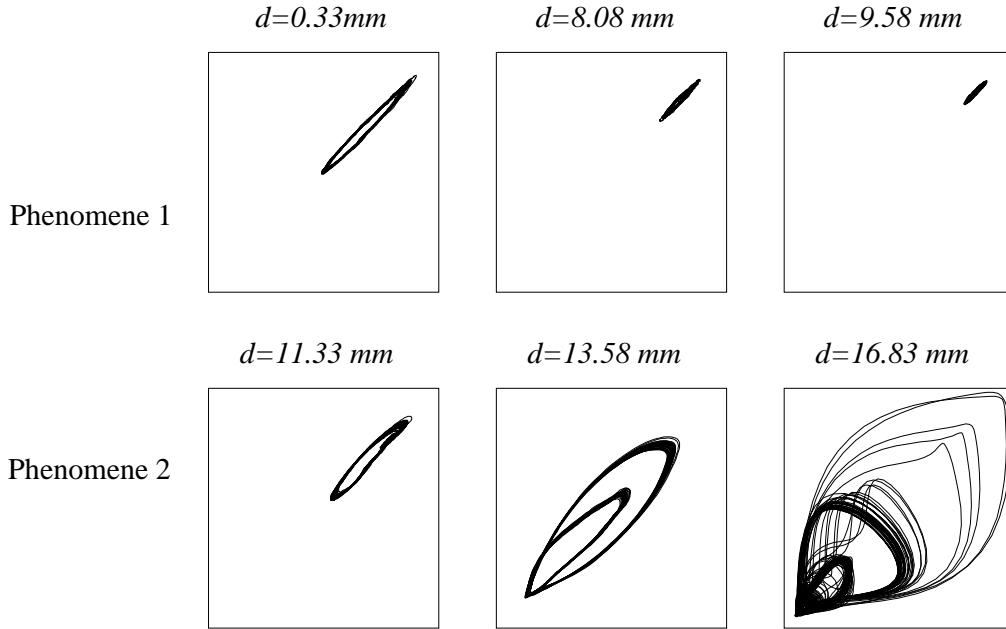 d=0.33mm
d=8.08 mm
d=9.58 mm
Phenomene 1
d=11.33 mm
d=13.58 mm
d=16.83 mm
Phenomene 2